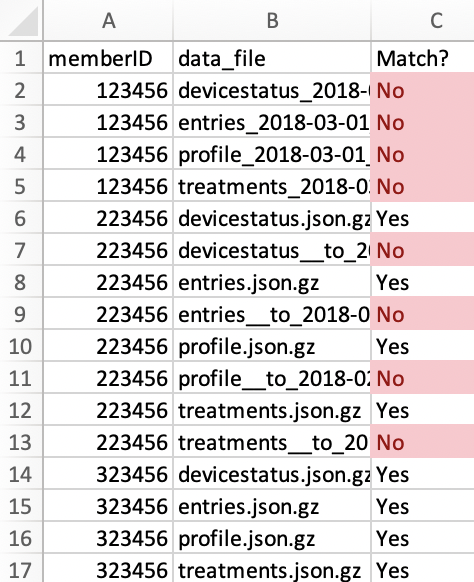 A B C
1 memberID data_file Match?
2 123456 devicestatus_2018-0 No
3 123456 entries_2018-03-01 No
4 123456 profile_2018-03-01_ No
5 123456 treatments_2018-03 No
6 223456 devicestatus.json.gz Yes
7 223456 devicestatus__to_20 No
8 223456 entries.json.gz Yes
9 223456 entries__to_2018-0 No
10 223456 profile.json.gz Yes
11 223456 profile__to_2018-02 No
12 223456 treatments.json.gz Yes
13 223456 treatments__to_20 No
14 323456 devicestatus.json.gz Yes
15 323456 entries.json.gz Yes
16 323456 profile.json.gz Yes
17 323456 treatments.json.gz Yes